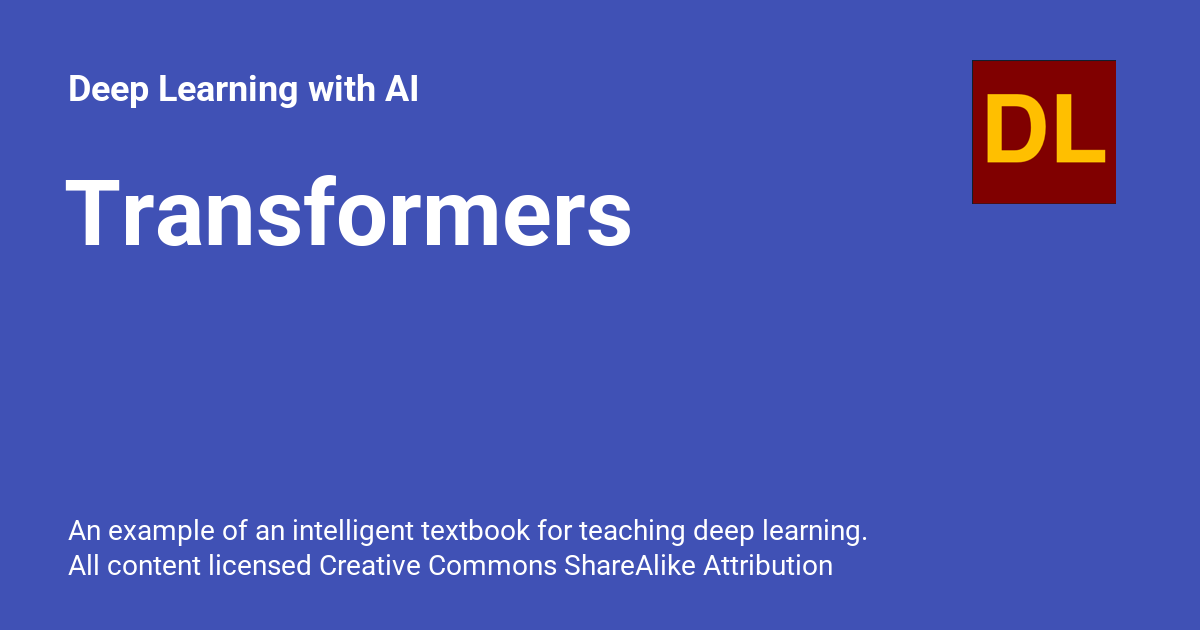 Deep Learning with AI
DL
Transformers
An example of an intelligent textbook for teaching deep learning.
All content licensed Creative Commons ShareAlike Attribution